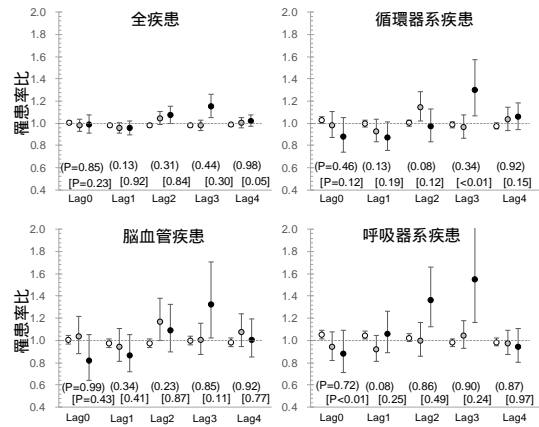 全疾患
循環器系疾患
2.0
1.8
1.6
1.4
1.2
1.0
0.8
0.6
0.4
罹患率比
(P=0.85) (0.13) (0.31) (0.44) (0.98)
[P=0.23] [0.92] [0.84] [0.30] [0.05]
Lag0 Lag1 Lag2 Lag3 Lag4
2.0
1.8
1.6
1.4
1.2
1.0
0.8
0.6
0.4
(P=0.46) (0.13) (0.08) (0.34) (0.92)
[P=0.12] [0.19] [0.12] [<0.01] [0.15]
Lag0 Lag1 Lag2 Lag3 Lag4
脳血管疾患
呼吸器系疾患
2.0
1.8
1.6
1.4
1.2
1.0
0.8
0.6
0.4
罹患率比
(P=0.99) (0.34) (0.23) (0.85) (0.92)
[P=0.43] [0.41] [0.87] [0.11] [0.77]
Lag0 Lag1 Lag2 Lag3 Lag4
2.0
1.8
1.6
1.4
1.2
1.0
0.8
0.6
0.4
(P=0.72) (0.08) (0.86) (0.90) (0.87)
[P<0.01] [0.25] [0.49] [0.24] [0.97]
Lag0 Lag1 Lag2 Lag3 Lag4